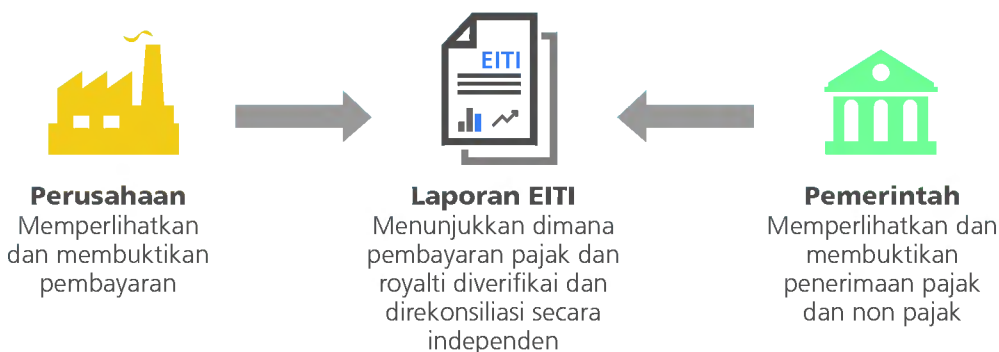 EITI
Perusahaan
Memperlihatkan
dan membuktikan
pembayaran
Laporan EITI
Menunjukkan dimana
pembayaran pajak dan
royalti diverifikai dan
direkonsiliasi secara
independen
Pemerintah
Memperlihatkan dan
membuktikan
penerimaan pajak
dan non pajak